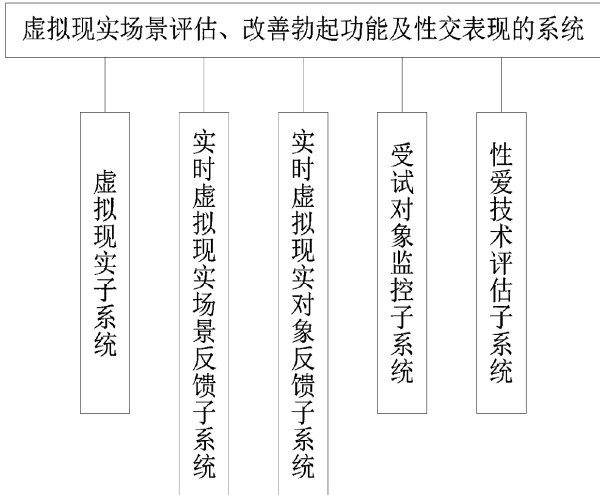 虚拟现实场景评估、改善勃起功能及性交表现的系统
虚拟现实子系统
实时虚拟现实场景反馈子系统
实时虚拟现实对象反馈子系统
受试对象监控子系统
性爱技术评估子系统